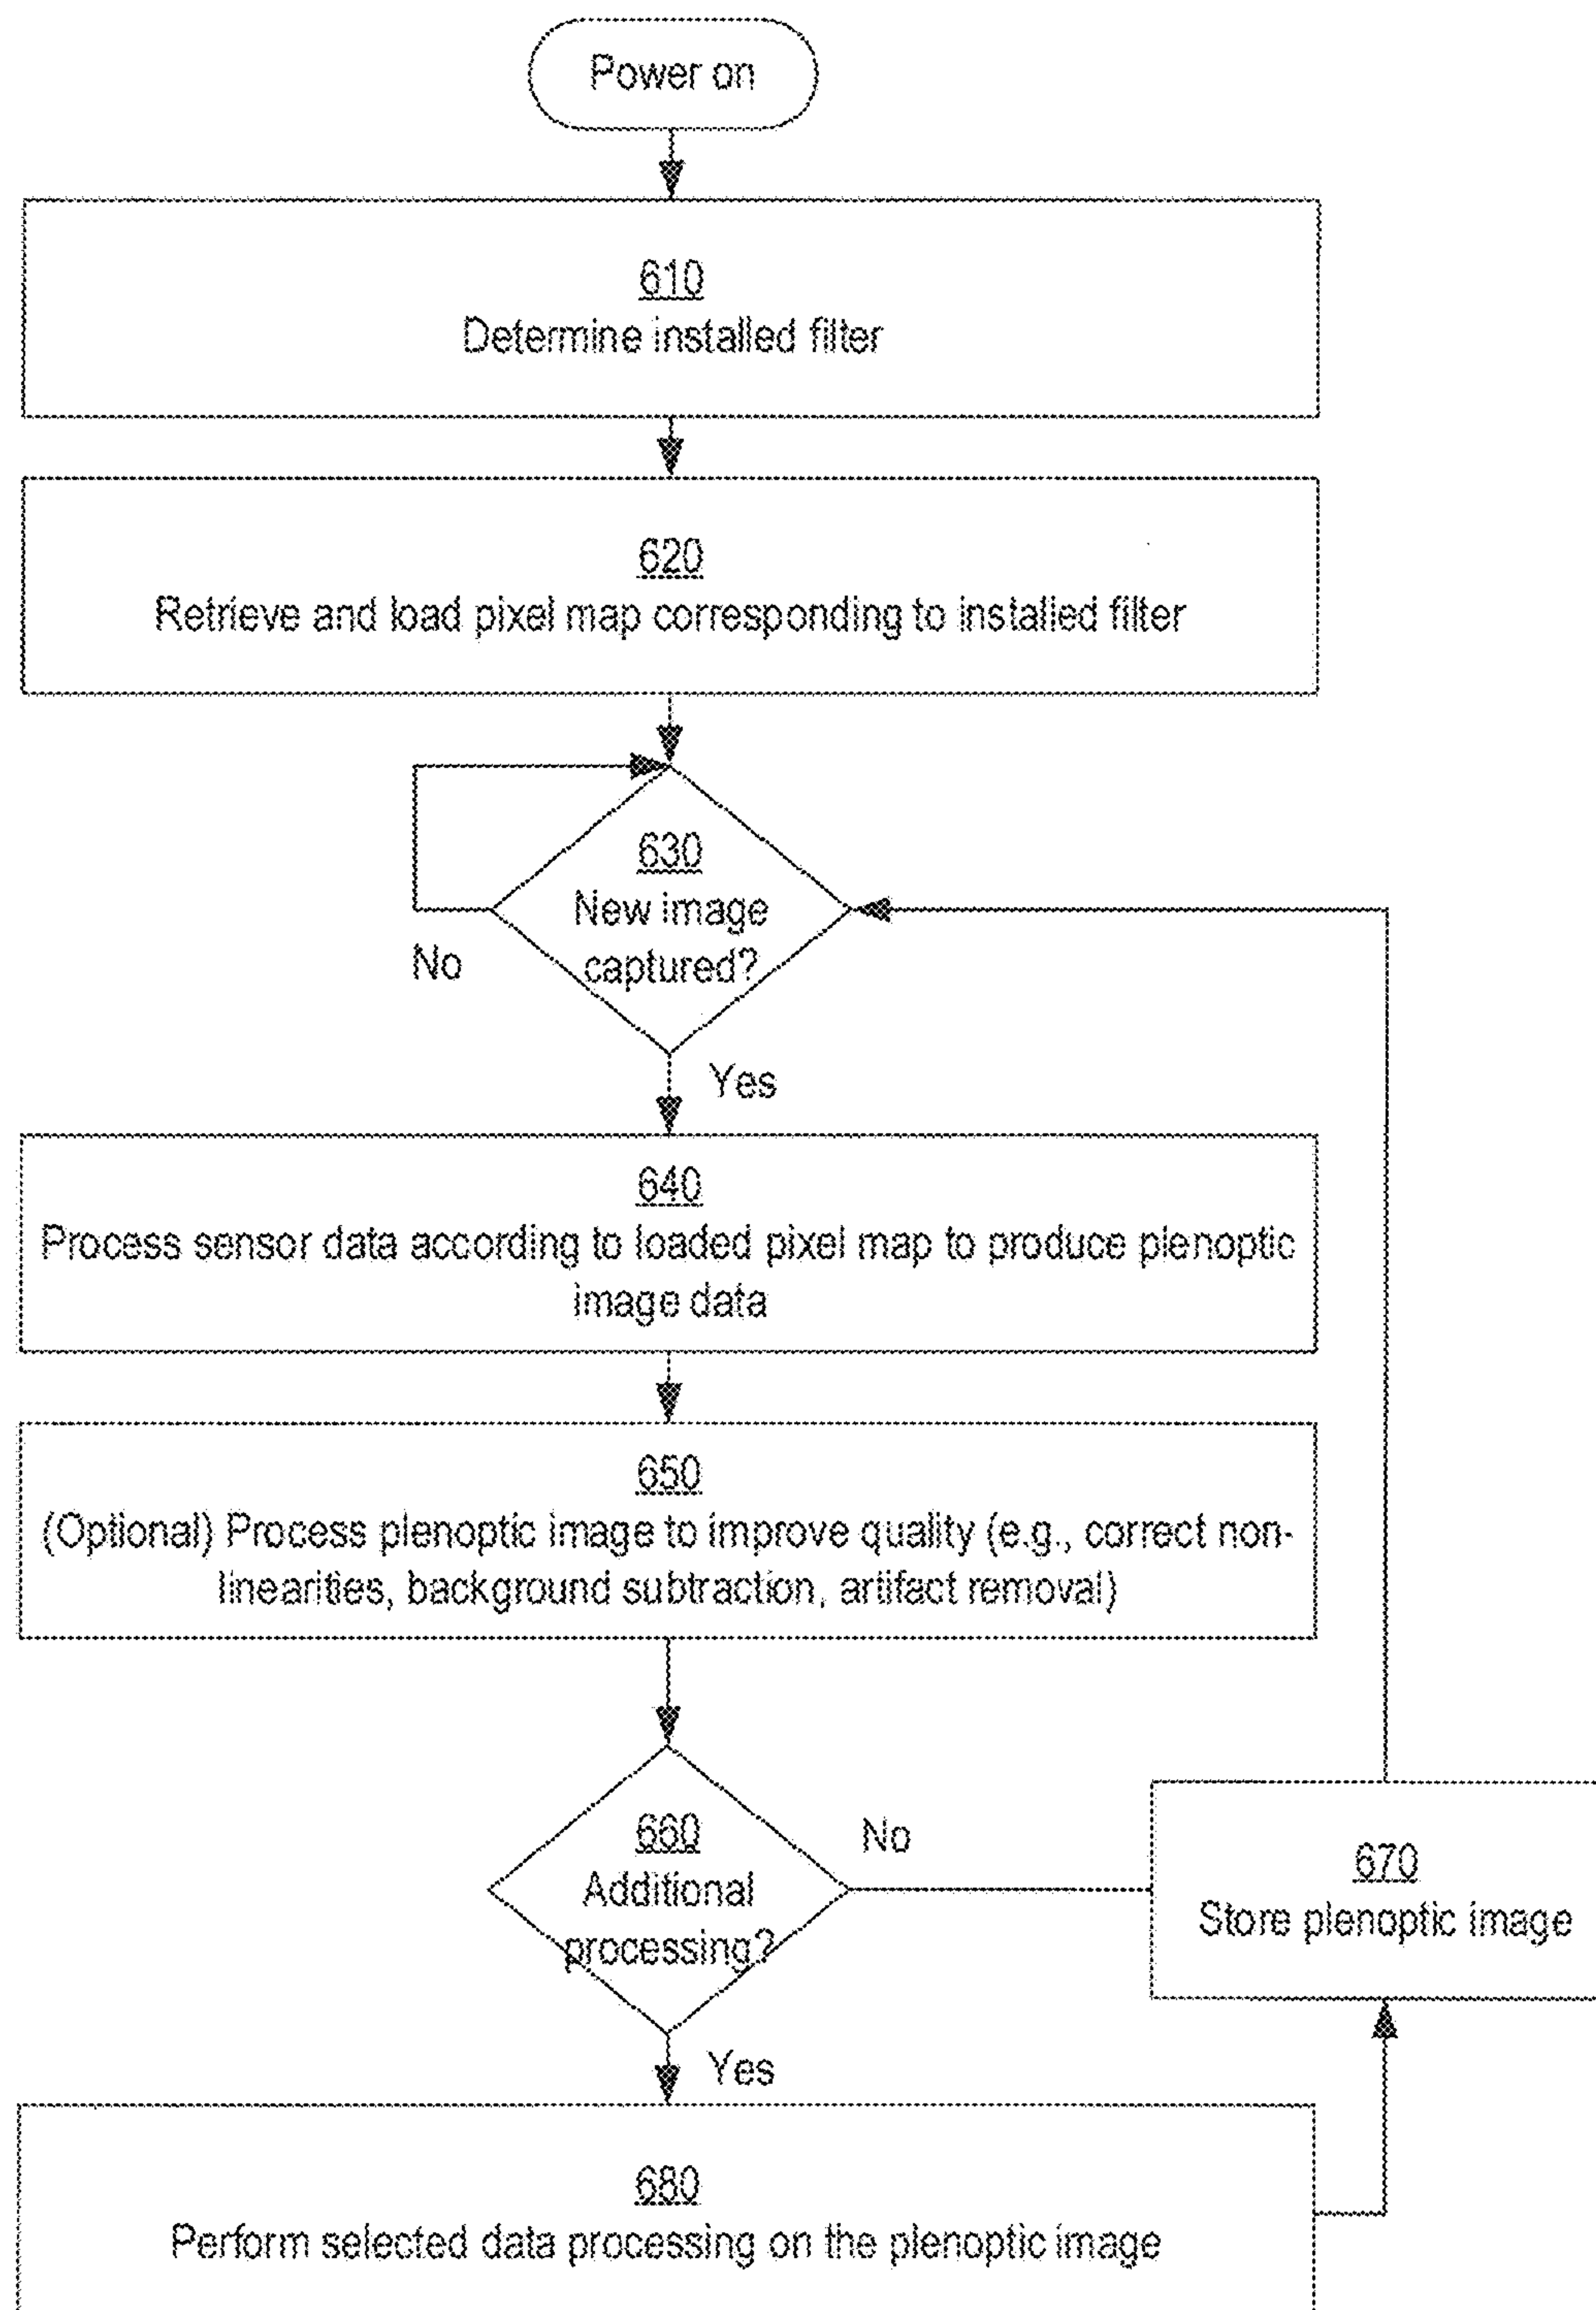 Power on
610
Determine installed filter
620
Retrieve and load pixel map corresponding to installed filter
630
New image
captured?
No
Yes
640
Process sensor data according to loaded pixel map to produce plenoptic
image data
650
(Optional) Process plenoptic image to improve quality (e.g., correct non-
linearities, background subtraction, artifact removal)
660
Additional
processing?
No
670
Store plenoptic image
Yes
680
Perform selected data processing on the plenoptic image